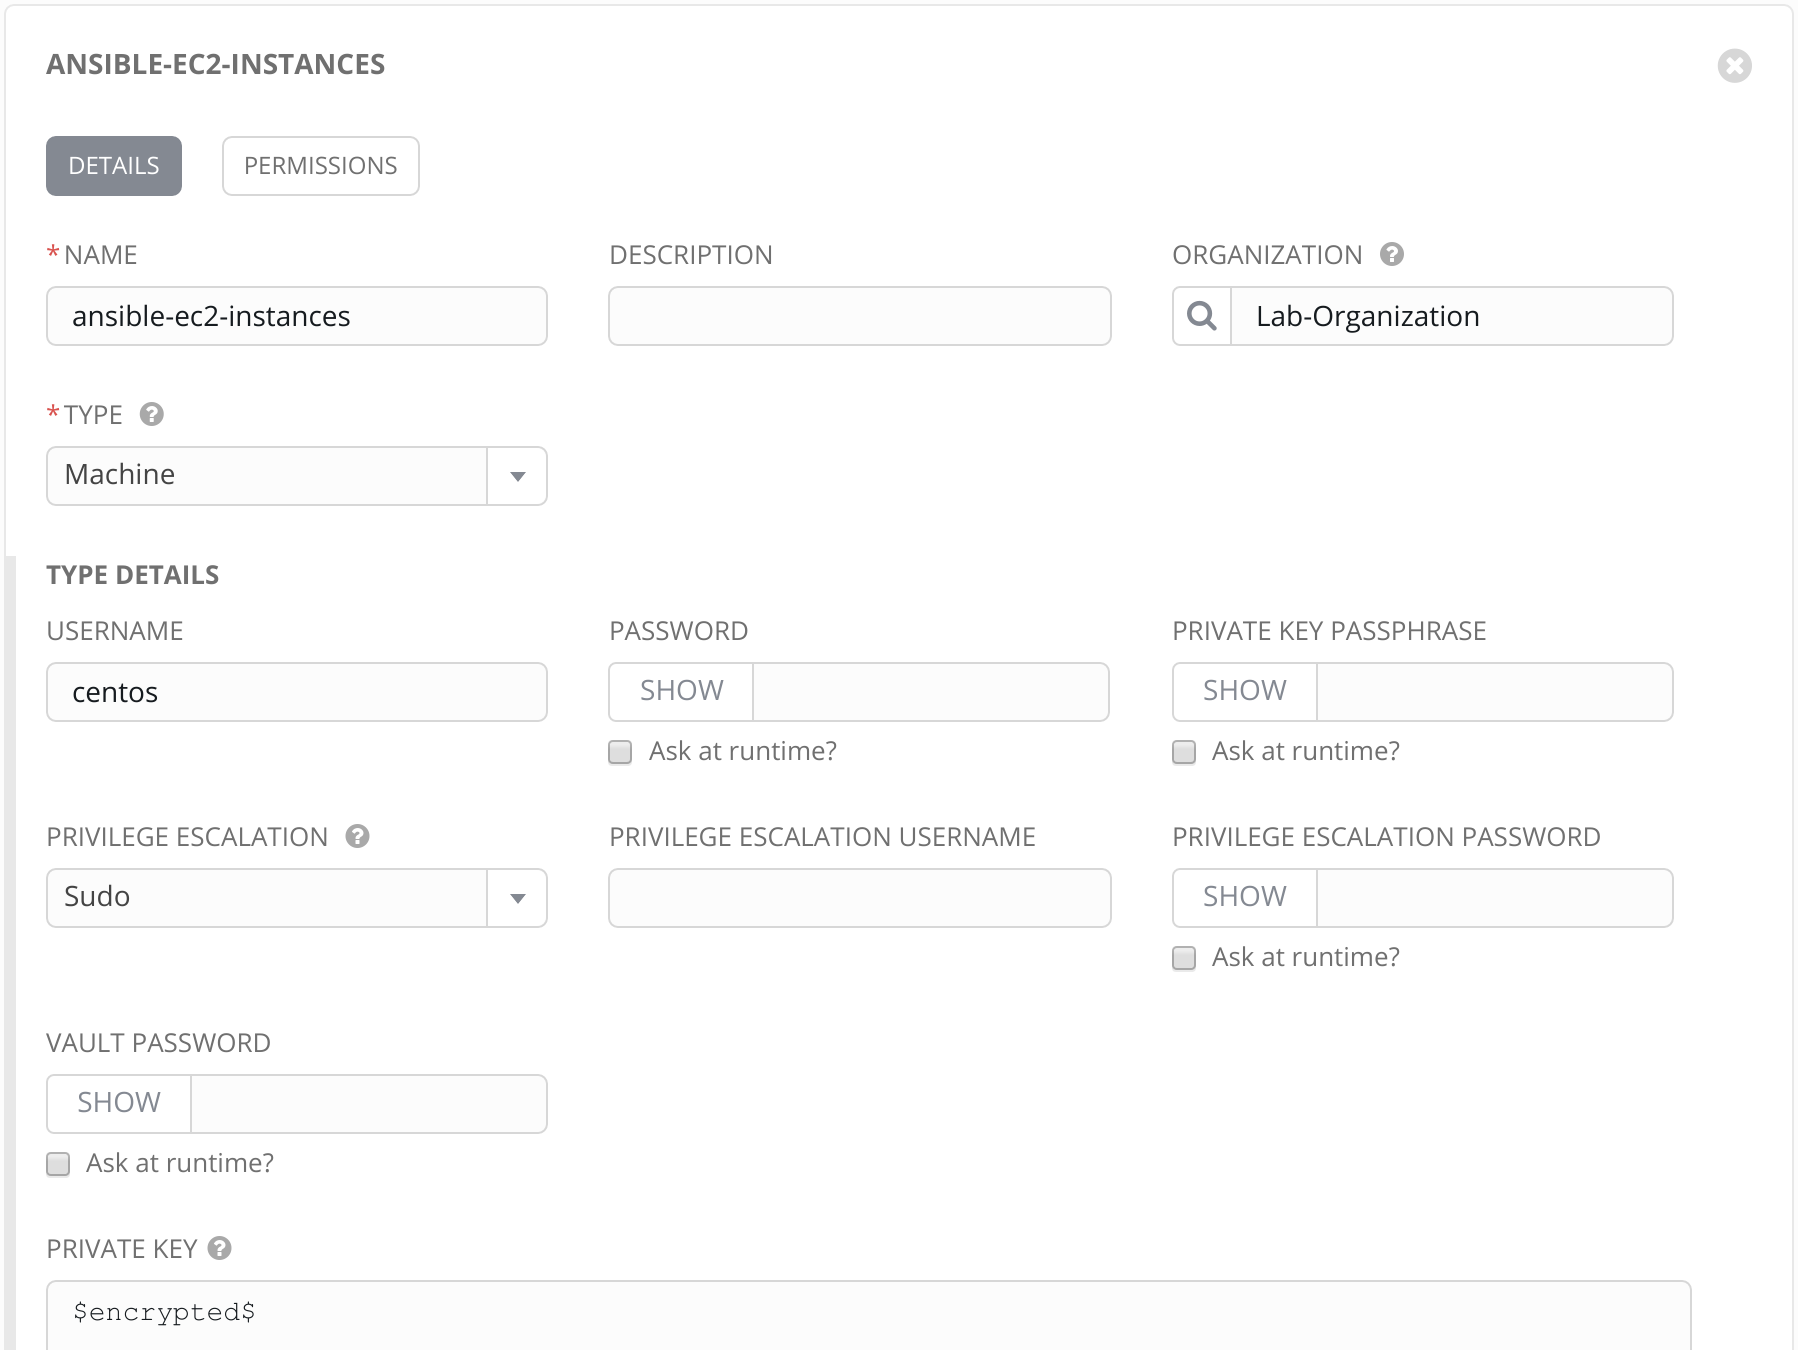 ANSIBLE-EC2-INSTANCES
DETAILS PERMISSIONS
* NAME DESCRIPTION ORGANIZATION ?
ansible-ec2-instances Lab-Organization
* TYPE ?
Machine
TYPE DETAILS
USERNAME PASSWORD PRIVATE KEY PASSPHRASE
centos SHOW SHOW
Ask at runtime? Ask at runtime?
PRIVILEGE ESCALATION ? PRIVILEGE ESCALATION USERNAME PRIVILEGE ESCALATION PASSWORD
Sudo SHOW
Ask at runtime?
VAULT PASSWORD
SHOW
Ask at runtime?
PRIVATE KEY ?
$encrypted$